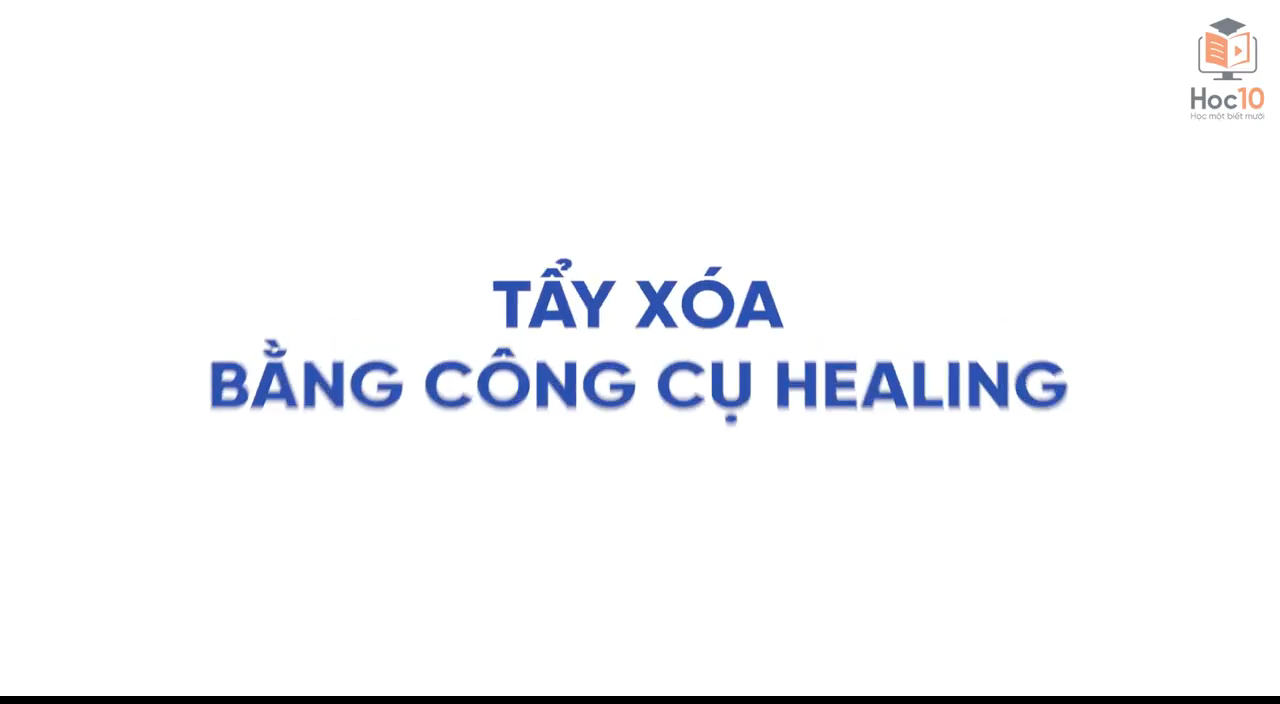 Hoc10
Học một biết mười
TẨY XÓA
BẰNG CÔNG CỤ HEALING